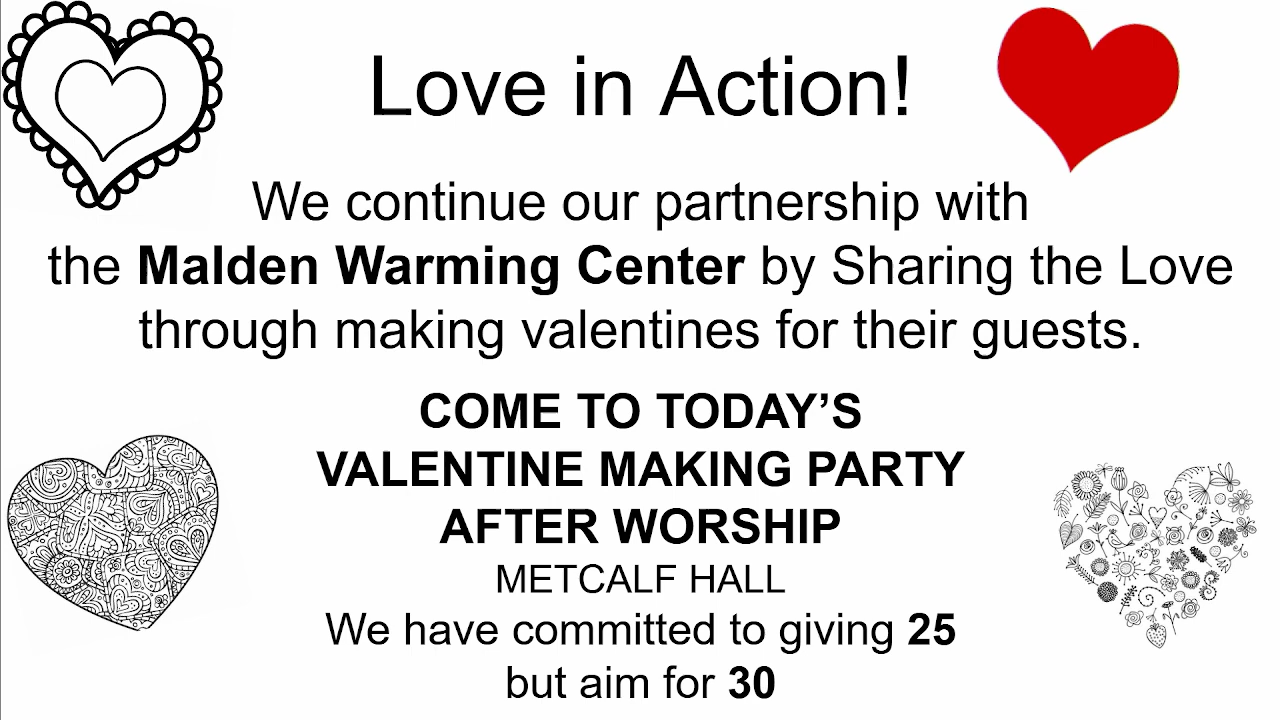 Love in Action!
We continue our partnership with
the Malden Warming Center by Sharing the Love
through making valentines for their guests.
COME TO TODAY’S
VALENTINE MAKING PARTY
AFTER WORSHIP
METCALF HALL
We have committed to giving 25
but aim for 30